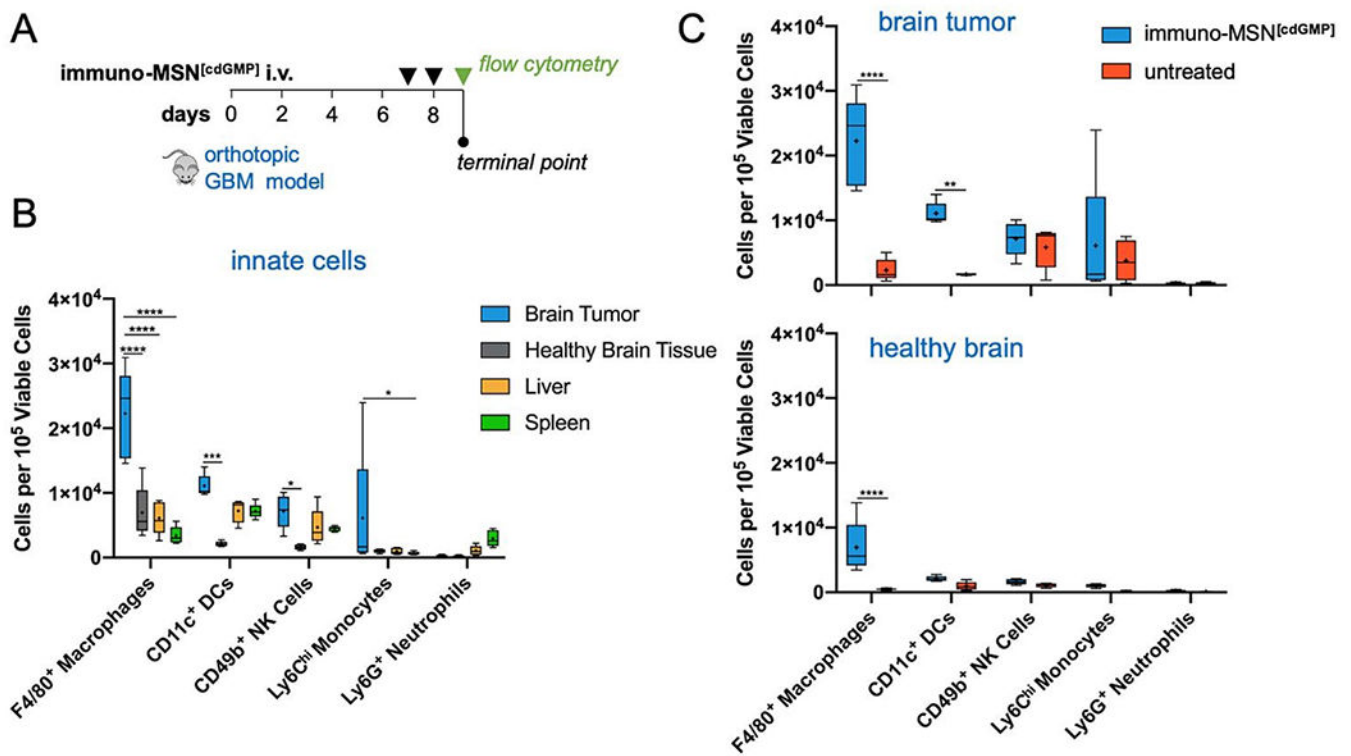 A
immuno-MSN[cdGMP] i.v.
flow cytometry
days 0 2 4 6 8
orthotopic
GBM model
terminal point
B
innate cells
Cells per 10⁵ Viable Cells
4×10⁴
3×10⁴
2×10⁴
1×10⁴
0
****
****
****
***
*
*
Brain Tumor
Healthy Brain Tissue
Liver
Spleen
F4/80⁺ Macrophages
CD11c⁺ DCs
CD49b⁺ NK Cells
Ly6Cʰⁱ Monocytes
Ly6G⁺ Neutrophils
C
brain tumor
immuno-MSN[cdGMP]
untreated
Cells per 10⁵ Viable Cells
4×10⁴
3×10⁴
2×10⁴
1×10⁴
0
****
**
healthy brain
Cells per 10⁵ Viable Cells
4×10⁴
3×10⁴
2×10⁴
1×10⁴
0
****
F4/80⁺ Macrophages
CD11c⁺ DCs
CD49b⁺ NK Cells
Ly6Cʰⁱ Monocytes
Ly6G⁺ Neutrophils